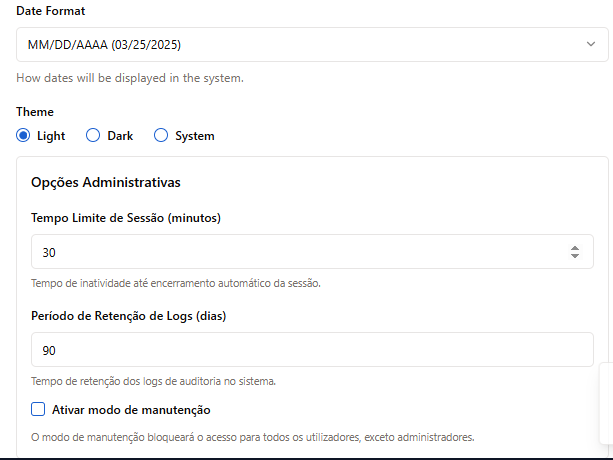 Date Format
MM/DD/AAAA (03/25/2025)
How dates will be displayed in the system.
Theme
Light Dark System
Opções Administrativas
Tempo Limite de Sessão (minutos)
30
Tempo de inatividade até encerramento automático da sessão.
Período de Retenção de Logs (dias)
90
Tempo de retenção dos logs de auditoria no sistema.
Ativar modo de manutenção
O modo de manutenção bloqueará o acesso para todos os utilizadores, exceto administradores.